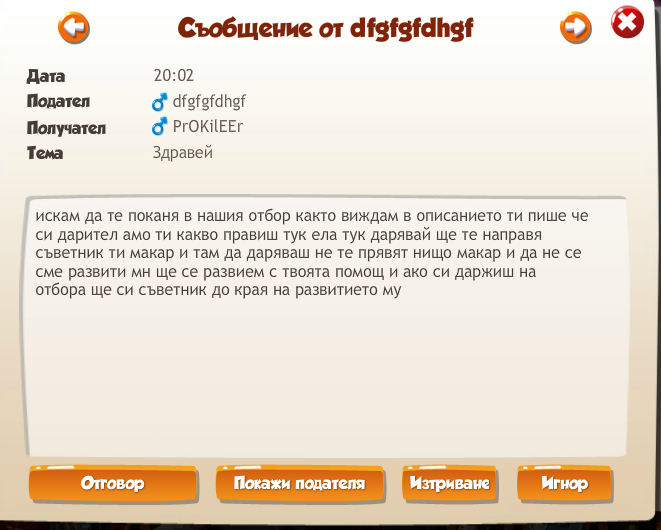 Съобщение от dfgfgfdhgf
Дата 20:02
Подател dfgfgfdhgf
Получател PrOKilEEr
Тема Здравей
искам да те поканя в нашия отбор както виждам в описанието ти пише че
си дарител амо ти какво правиш тук ела тук дарявай ще те направя
съветник ти макар и там да даряваш не те прявят нищо макар и да не се
сме развити мн ще се развием с твоята помощ и ако си даржиш на
отбора ще си съветник до края на развитието му
Отговор Покажи подателя Изтриване Игнор